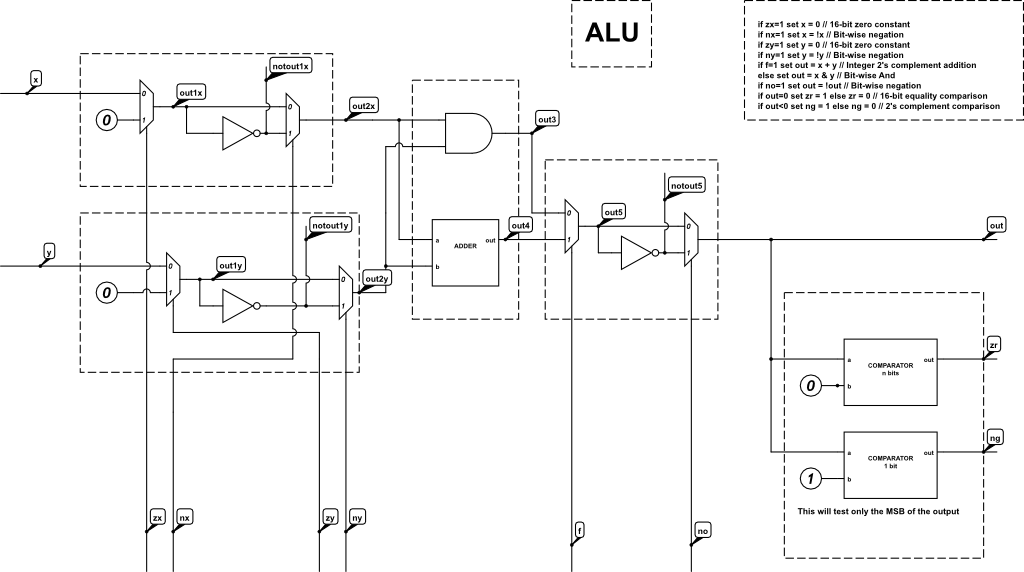 ALU
if zx=1 set x = 0 // 16-bit zero constant
if nx=1 set x = !x // Bit-wise negation
if zy=1 set y = 0 // 16-bit zero constant
if ny=1 set y = !y // Bit-wise negation
if f=1 set out = x + y // Integer 2's complement addition
else set out = x & y // Bit-wise And
if no=1 set out = !out // Bit-wise negation
if out=0 set zr = 1 else zr = 0 // 16-bit equality comparison
if out<0 set ng = 1 else ng = 0 // 2's complement comparison
notout1x
x
out1x
0
0
1
0
1
out2x
out3
notout5
y
notout1y
out1y
0
0
1
0
1
out2y
a
b
ADDER
out
out4
0
1
out5
0
1
out
a
b
COMPARATOR
n bits
out
0
zr
a
b
COMPARATOR
1 bit
out
1
ng
This will test only the MSB of the output
zx
nx
zy
ny
f
no